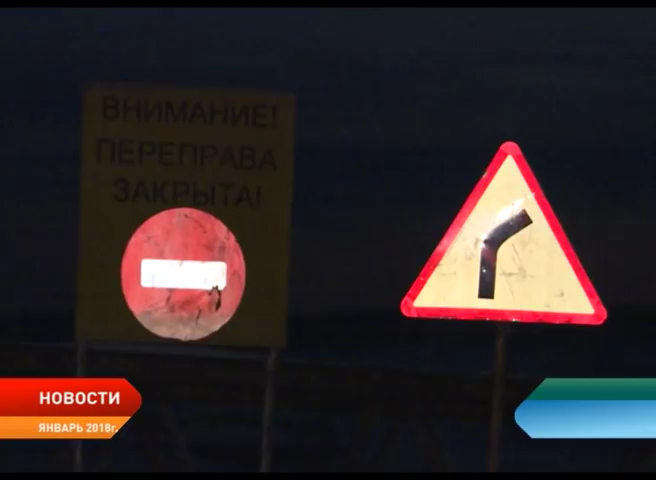 ВНИМАНИЕ!
ПЕРЕПРАВА
ЗАКРЫТА!
НОВОСТИ
ЯНВАРЬ 2018г.